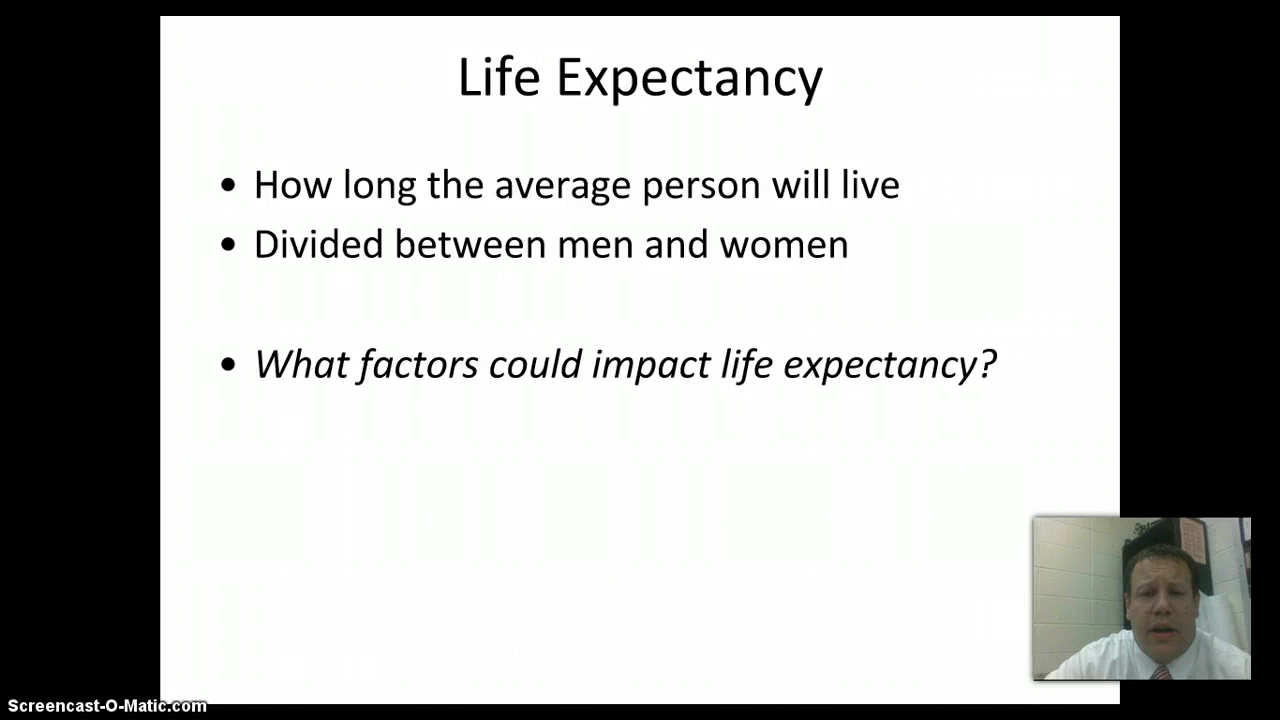 Life Expectancy
• How long the average person will live
• Divided between men and women
• What factors could impact life expectancy?
Screencast-O-Matic.com